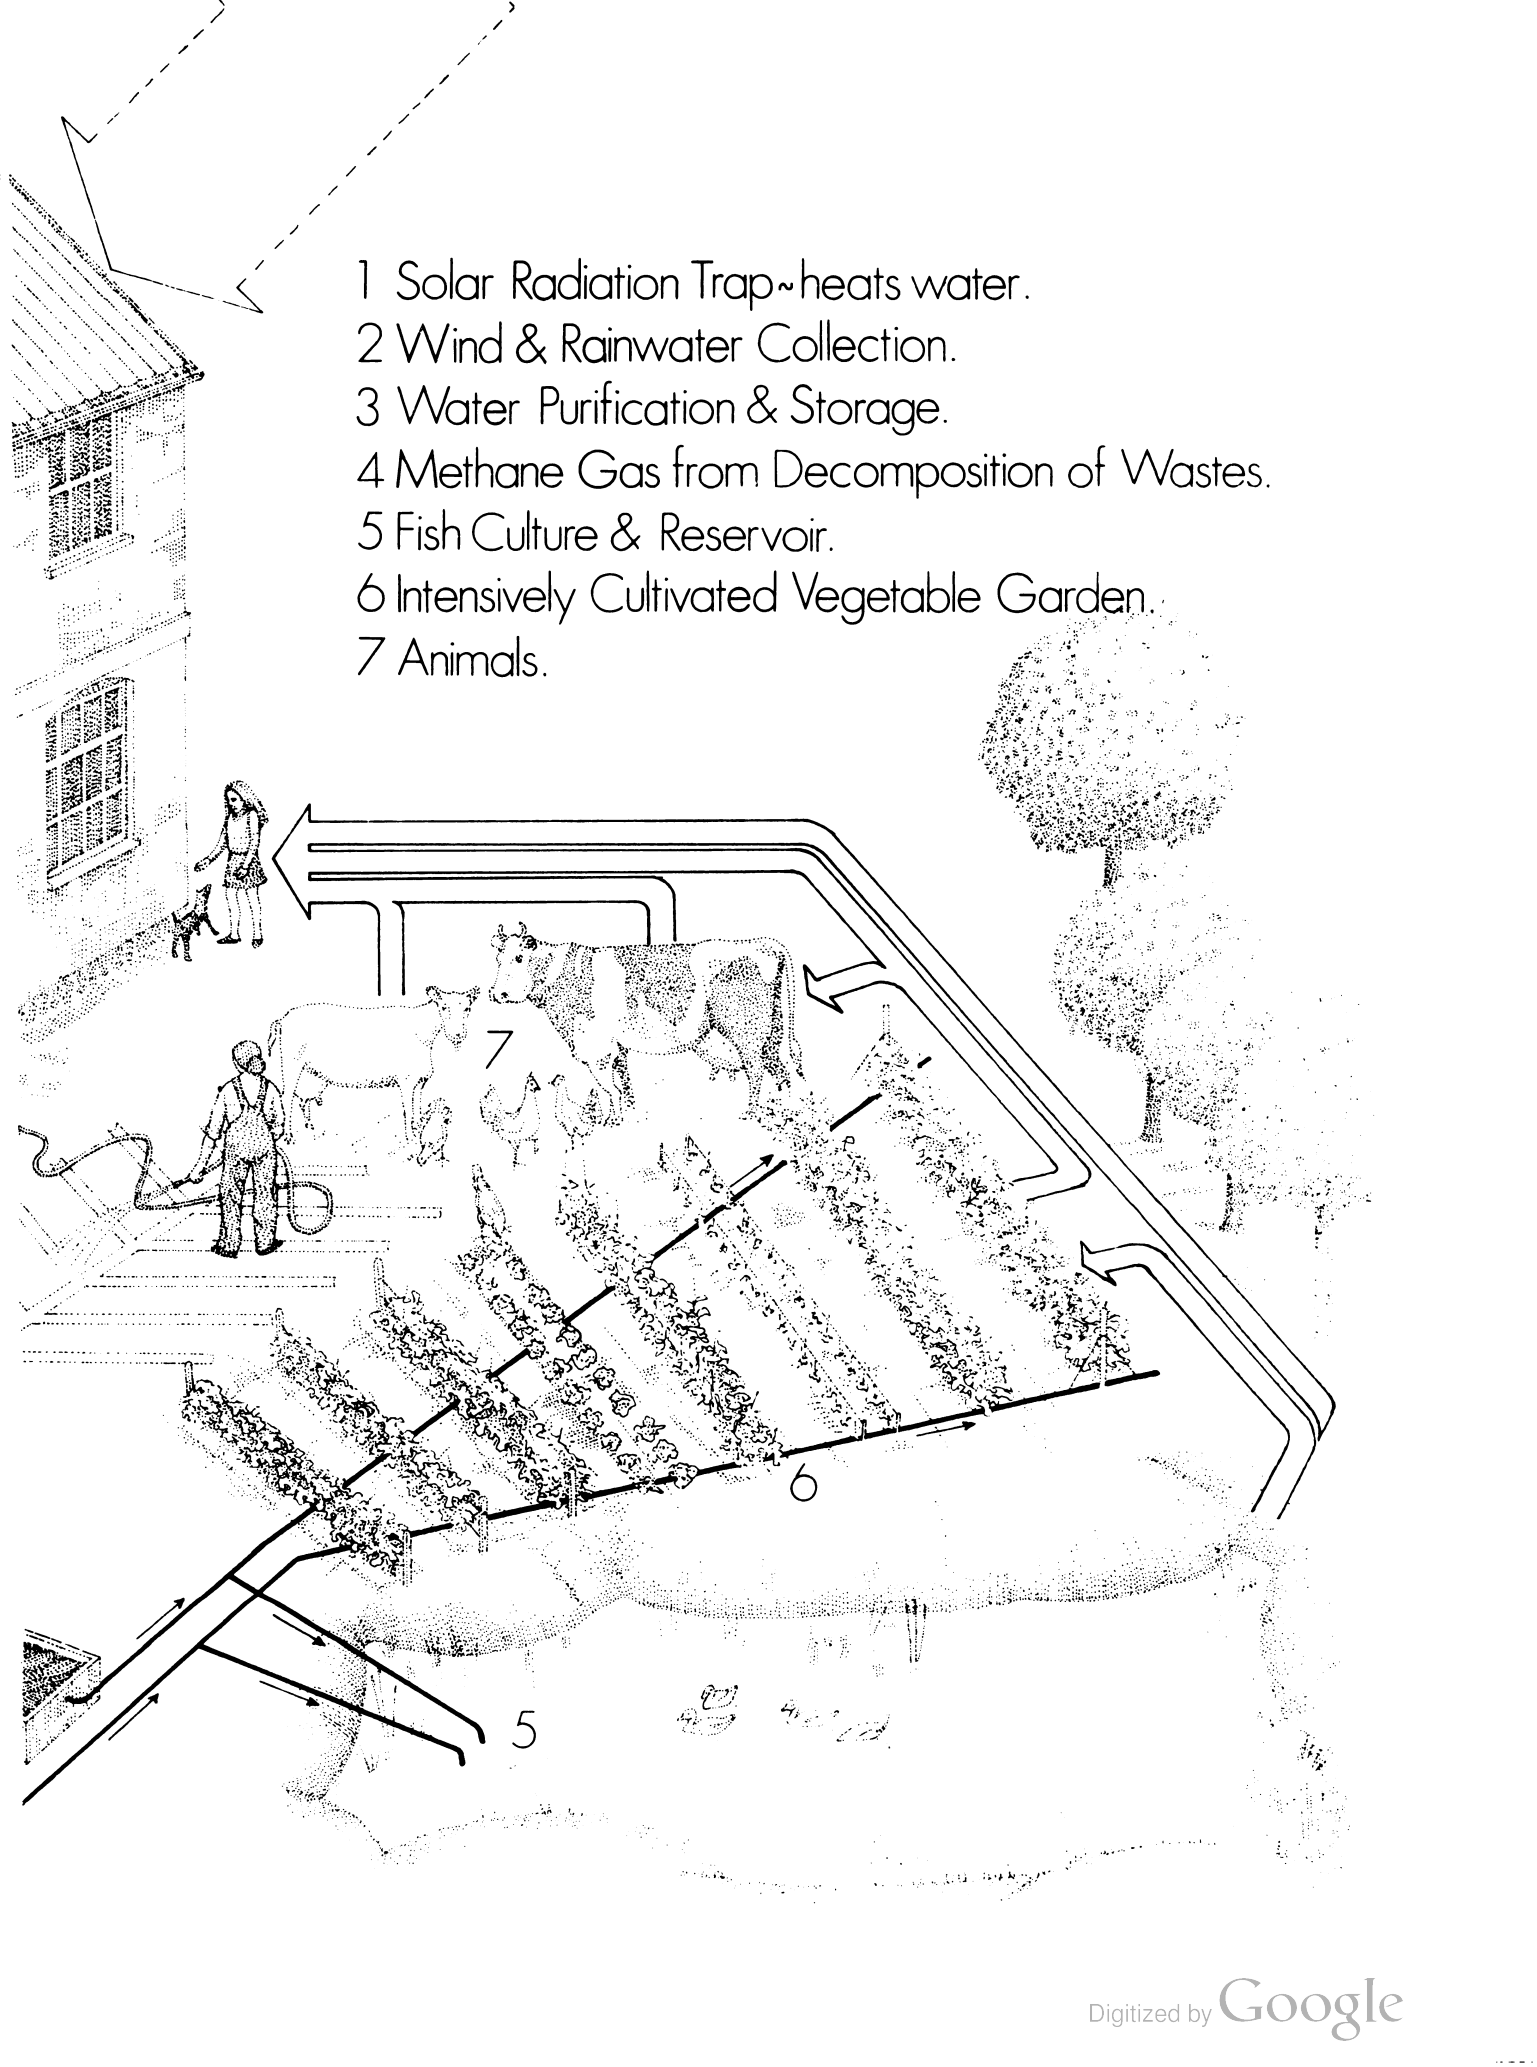 1 Solar Radiation Trap~heats water.
2 Wind & Rainwater Collection.
3 Water Purification & Storage.
4 Methane Gas from Decomposition of Wastes.
5 Fish Culture & Reservoir.
6 Intensively Cultivated Vegetable Garden.
7 Animals.
7
6
5
Digitized by Google